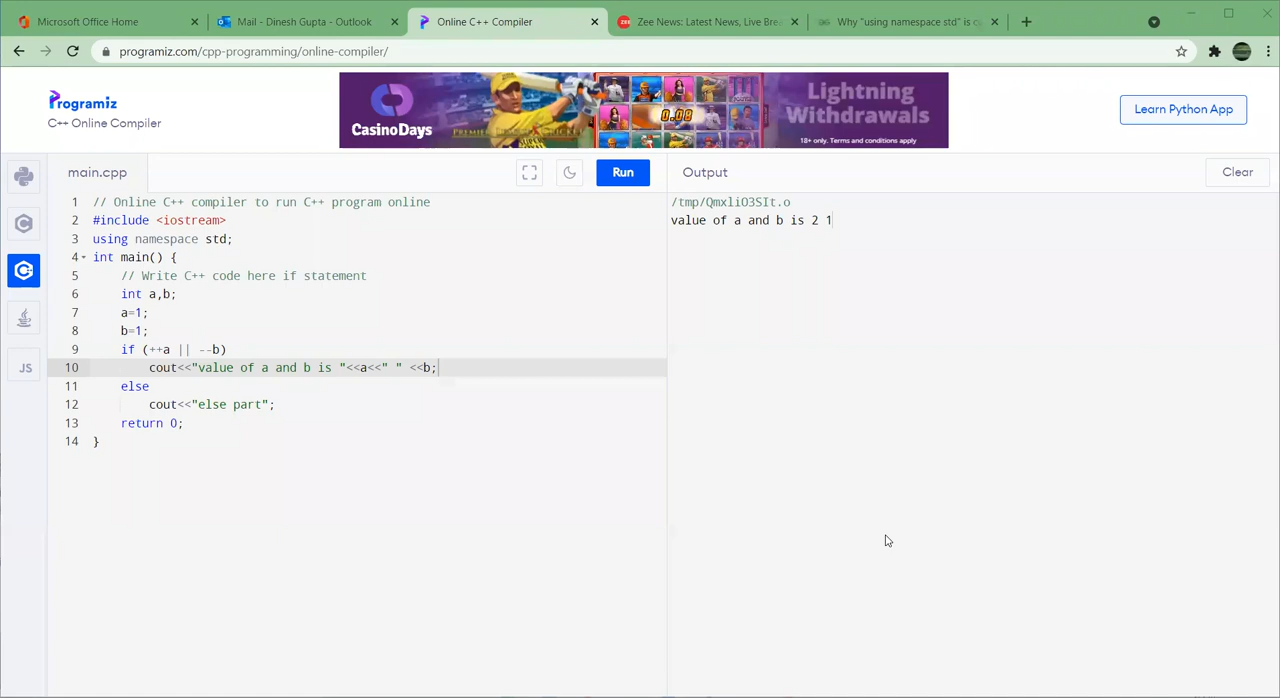 Microsoft Office Home
Mail - Dinesh Gupta - Outlook
Online C++ Compiler
Zee News: Latest News, Live Brea
Why "using namespace std" is c
programiz.com/cpp-programming/online-compiler/
Programiz
C++ Online Compiler
CasinoDays
PREMIER LEAGUE CRICKET
0.08
Lightning
Withdrawals
18+ only. Terms and conditions apply
Learn Python App
main.cpp
Run
Output
Clear
1 // Online C++ compiler to run C++ program online
2 #include <iostream>
3 using namespace std;
4 int main() {
5 // Write C++ code here if statement
6 int a,b;
7 a=1;
8 b=1;
9 if (++a || --b)
10 cout<<"value of a and b is "<<a<<" " <<b;
11 else
12 cout<<"else part";
13 return 0;
14 }
/tmp/QmxliO3SIt.o
value of a and b is 2 1
JS